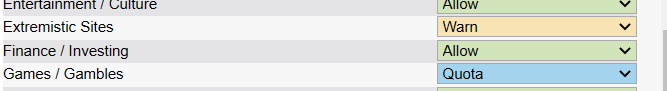 Entertainment / Culture Allow
Extremistic Sites Warn
Finance / Investing Allow
Games / Gambles Quota